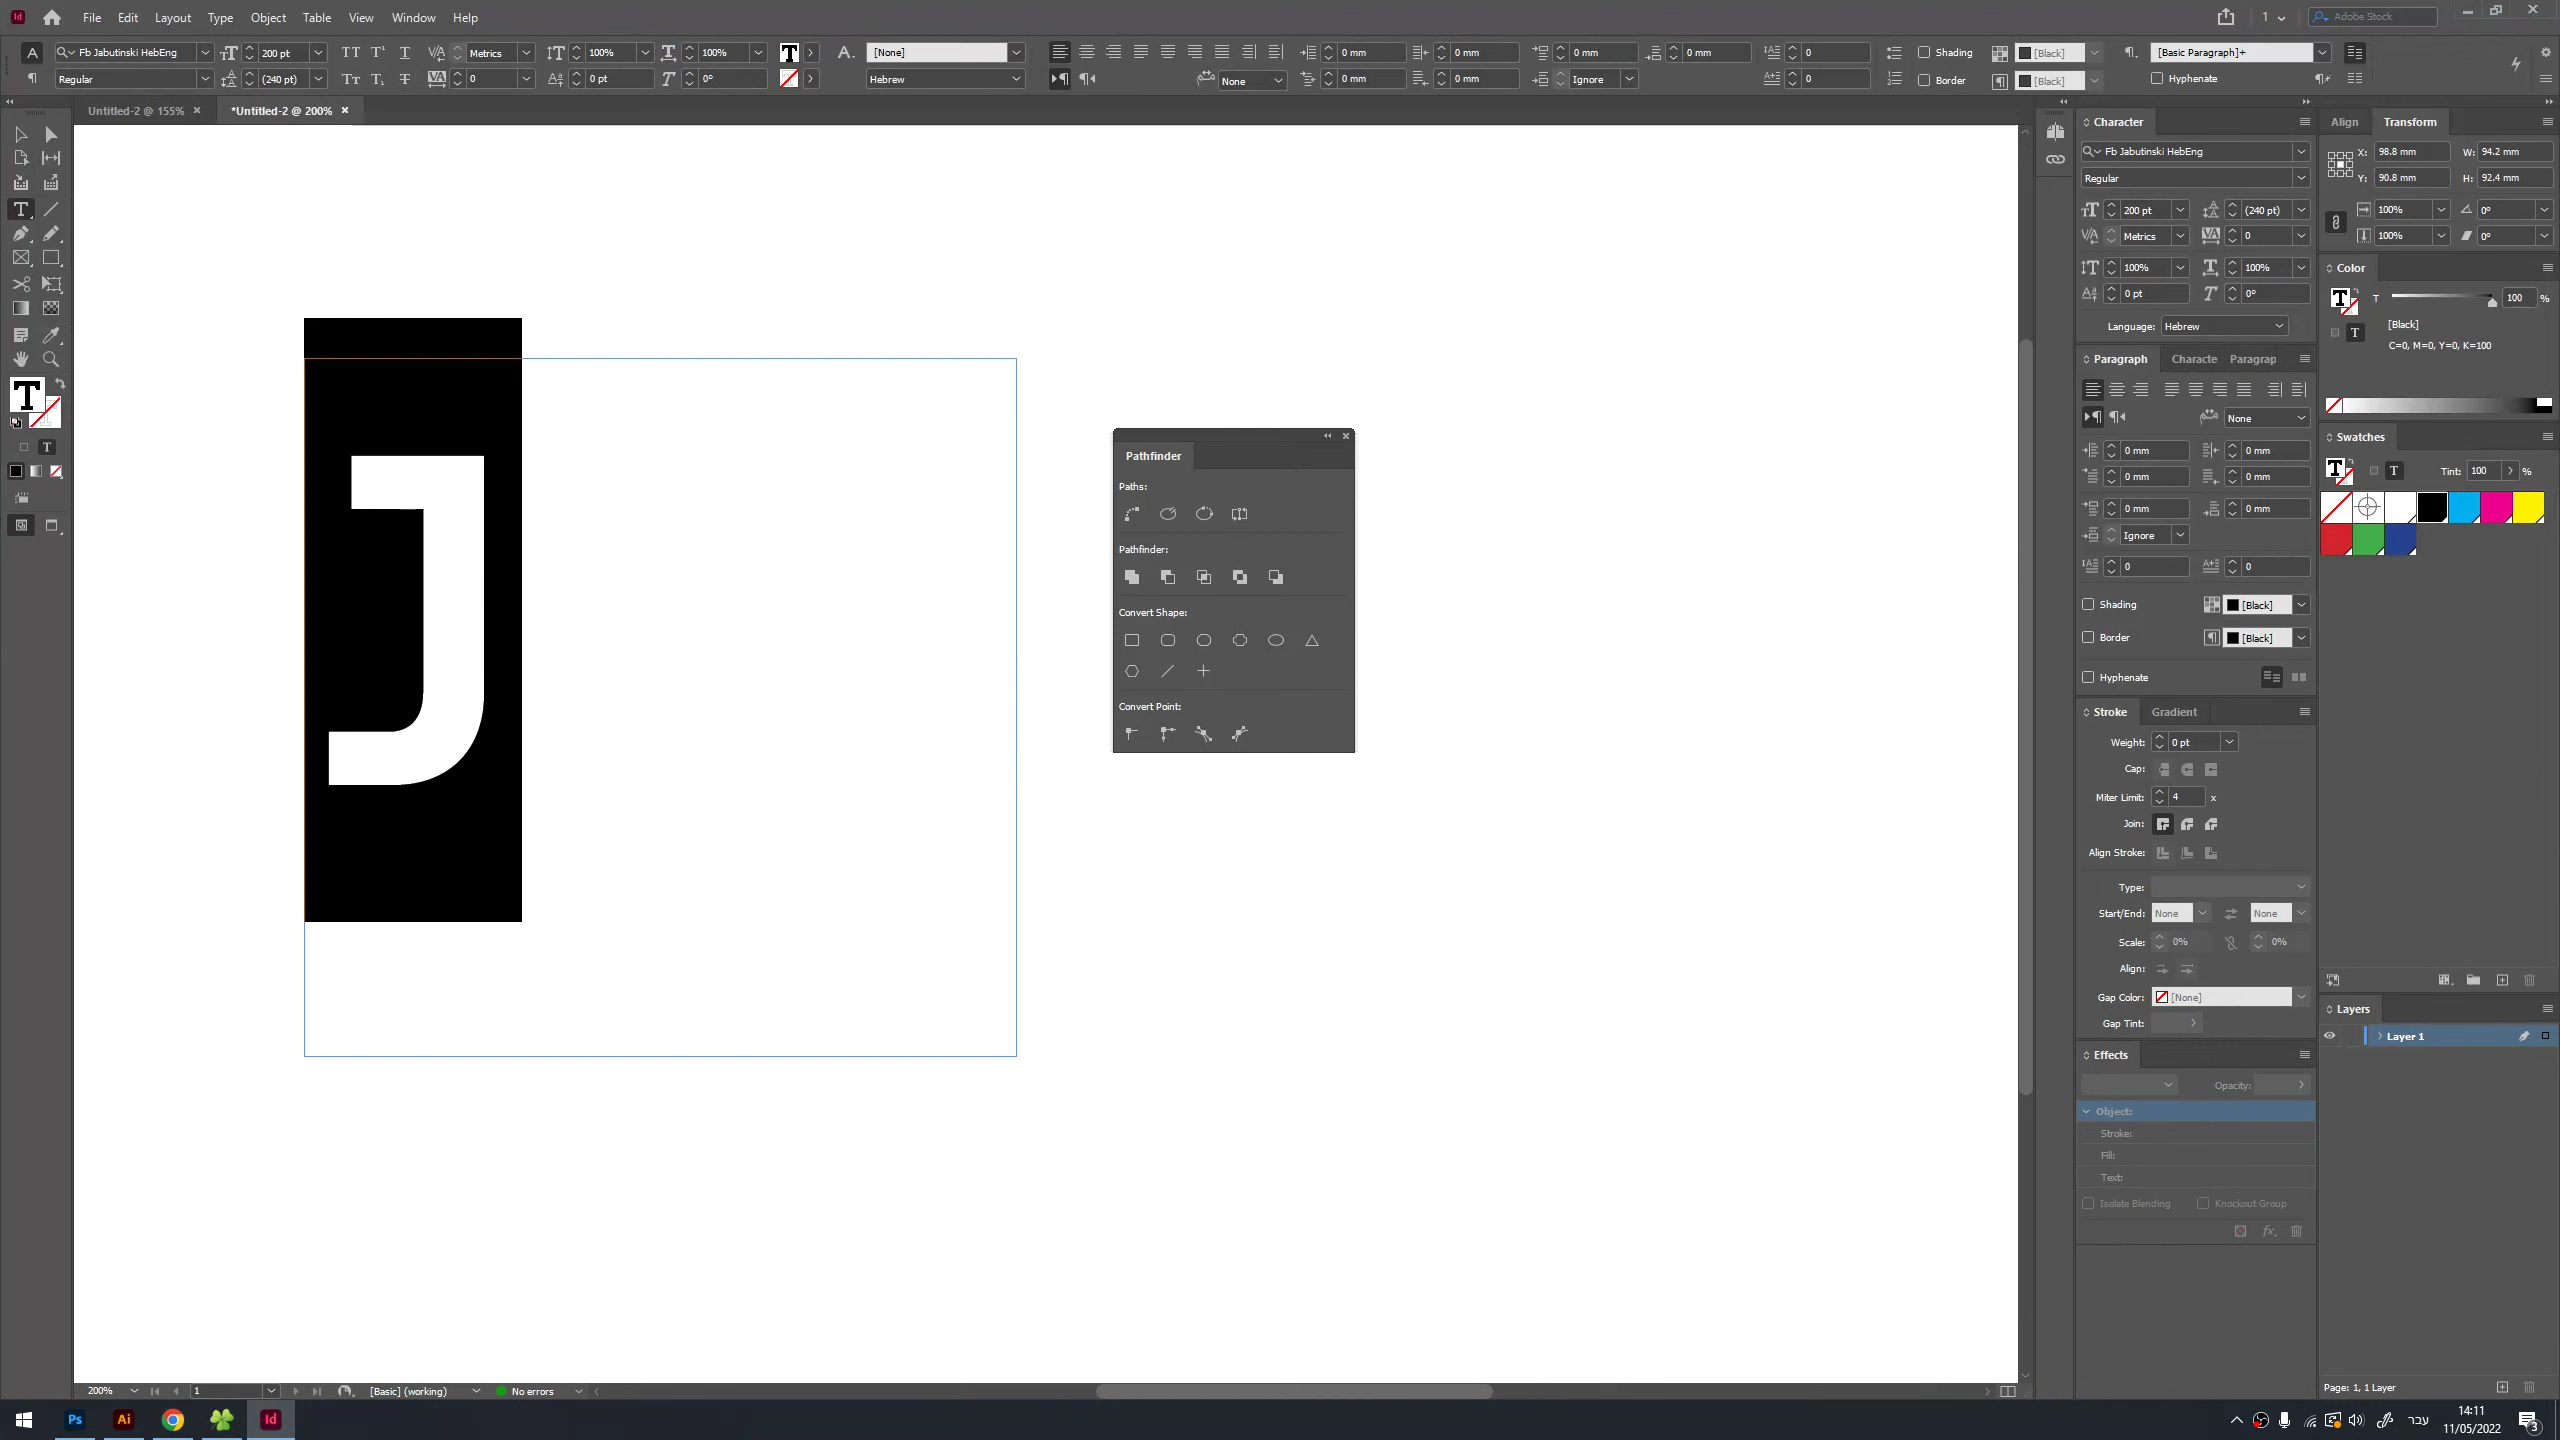 File Edit Layout Type Object Table Window Help
1
Adobe Stock
Fb Jabutinski HebEng 200 pt Metrics 100% 100% [None] 0 mm 0 mm 0 mm 0 mm 0 Shading [Black] [Basic Paragraph]+
Regular (240 pt) 0 0 pt 0° Hebrew None 0 mm 0 mm Ignore 0 Border [Black] Hyphenate
Untitled-2 @ 155% *Untitled-2 @ 200%
J
Pathfinder
Paths:
Pathfinder:
Convert Shape:
Convert Point:
Character
Fb Jabutinski HebEng
Regular
200 pt (240 pt)
Metrics 0
100% 100%
0 pt 0°
Language: Hebrew
Paragraph Characte Paragrap
None
0 mm 0 mm
0 mm 0 mm
0 mm 0 mm
Ignore
0 0
Shading [Black]
Border [Black]
Hyphenate
Stroke Gradient
Weight: 0 pt
Cap:
Miter Limit: 4 x
Join:
Align Stroke:
Type:
Start/End: None None
Scale: 0% 0%
Align:
Gap Color: [None]
Gap Tint:
Effects
Opacity:
Object:
Stroke:
Fill:
Text:
Isolate Blending Knockout Group
Align Transform
X: 98.8 mm W: 94.2 mm
Y: 90.8 mm H: 92.4 mm
100% 0°
100% 0°
Color
T 100 %
[Black]
C=0, M=0, Y=0, K=100
Swatches
Tint: 100 %
Layers
Layer 1
Page: 1, 1 Layer
200% 1 [Basic] (working) No errors
Ps Ai Id
עבר
14:11
11/05/2022
3